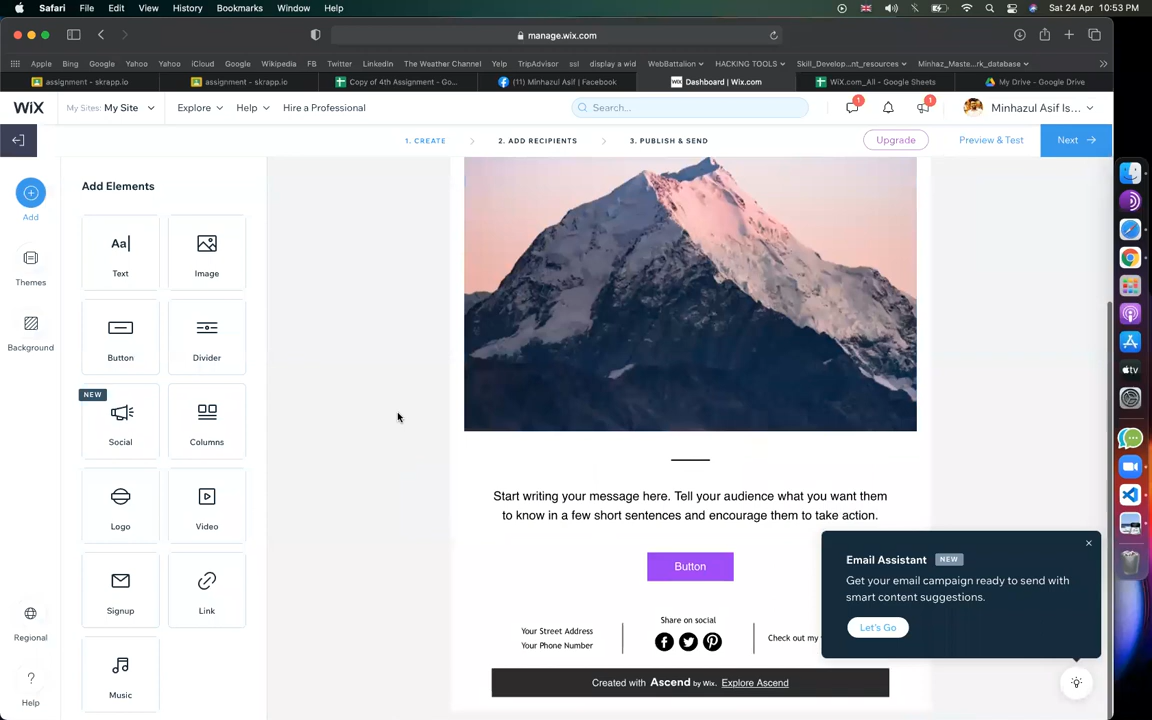 Safari File Edit View History Bookmarks Window Help Sat 24 Apr 10:53 PM
manage.wix.com
Apple Bing Google Yahoo Yahoo iCloud Google Wikipedia FB Twitter LinkedIn The Weather Channel Yelp TripAdvisor ssl display a wid WebBattalion HACKING TOOLS Skill_Develop...nt_resources Minhaz_Maste...rk_database
assignment - skrapp.io assignment - skrapp.io Copy of 4th Assignment - Go... (11) Minhazul Asif | Facebook Dashboard | Wix.com WiX.com_All - Google Sheets My Drive - Google Drive
WiX My Sites: My Site Explore Help Hire a Professional Search... 1 1 Minhazul Asif Is...
1. CREATE 2. ADD RECIPIENTS 3. PUBLISH & SEND Upgrade Preview & Test Next
Add Elements
Add
Themes
Background
Regional
Help
Aa
Text Image
Button Divider
NEW
Social Columns
Logo Video
Signup Link
Music
Start writing your message here. Tell your audience what you want them
to know in a few short sentences and encourage them to take action.
Button
Your Street Address
Your Phone Number
Share on social
Check out my
Created with Ascend by Wix. Explore Ascend
Email Assistant NEW
Get your email campaign ready to send with
smart content suggestions.
Let's Go